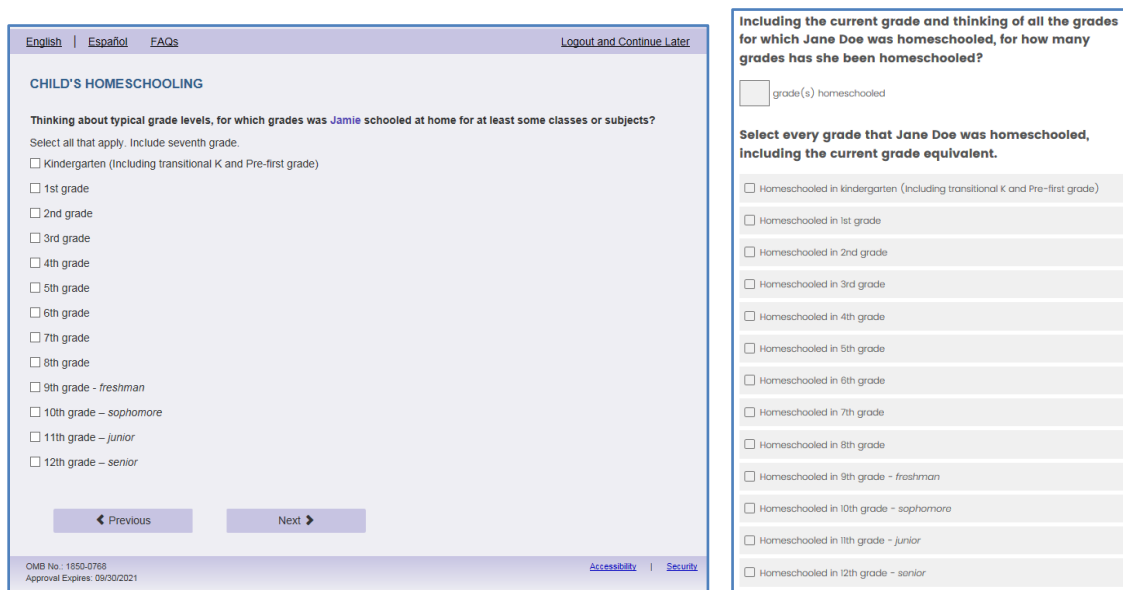 English | Español FAQs Logout and Continue Later
CHILD'S HOMESCHOOLING
Thinking about typical grade levels, for which grades was Jamie schooled at home for at least some classes or subjects?
Select all that apply. Include seventh grade.
Kindergarten (Including transitional K and Pre-first grade)
1st grade
2nd grade
3rd grade
4th grade
5th grade
6th grade
7th grade
8th grade
9th grade - freshman
10th grade – sophomore
11th grade – junior
12th grade – senior
Previous Next
OMB No.: 1850-0768 Accessibility | Security
Approval Expires: 09/30/2021
Including the current grade and thinking of all the grades
for which Jane Doe was homeschooled, for how many
grades has she been homeschooled?
grade(s) homeschooled
Select every grade that Jane Doe was homeschooled,
including the current grade equivalent.
Homeschooled in kindergarten (Including transitional K and Pre-first grade)
Homeschooled in 1st grade
Homeschooled in 2nd grade
Homeschooled in 3rd grade
Homeschooled in 4th grade
Homeschooled in 5th grade
Homeschooled in 6th grade
Homeschooled in 7th grade
Homeschooled in 8th grade
Homeschooled in 9th grade - freshman
Homeschooled in 10th grade - sophomore
Homeschooled in 11th grade - junior
Homeschooled in 12th grade - senior